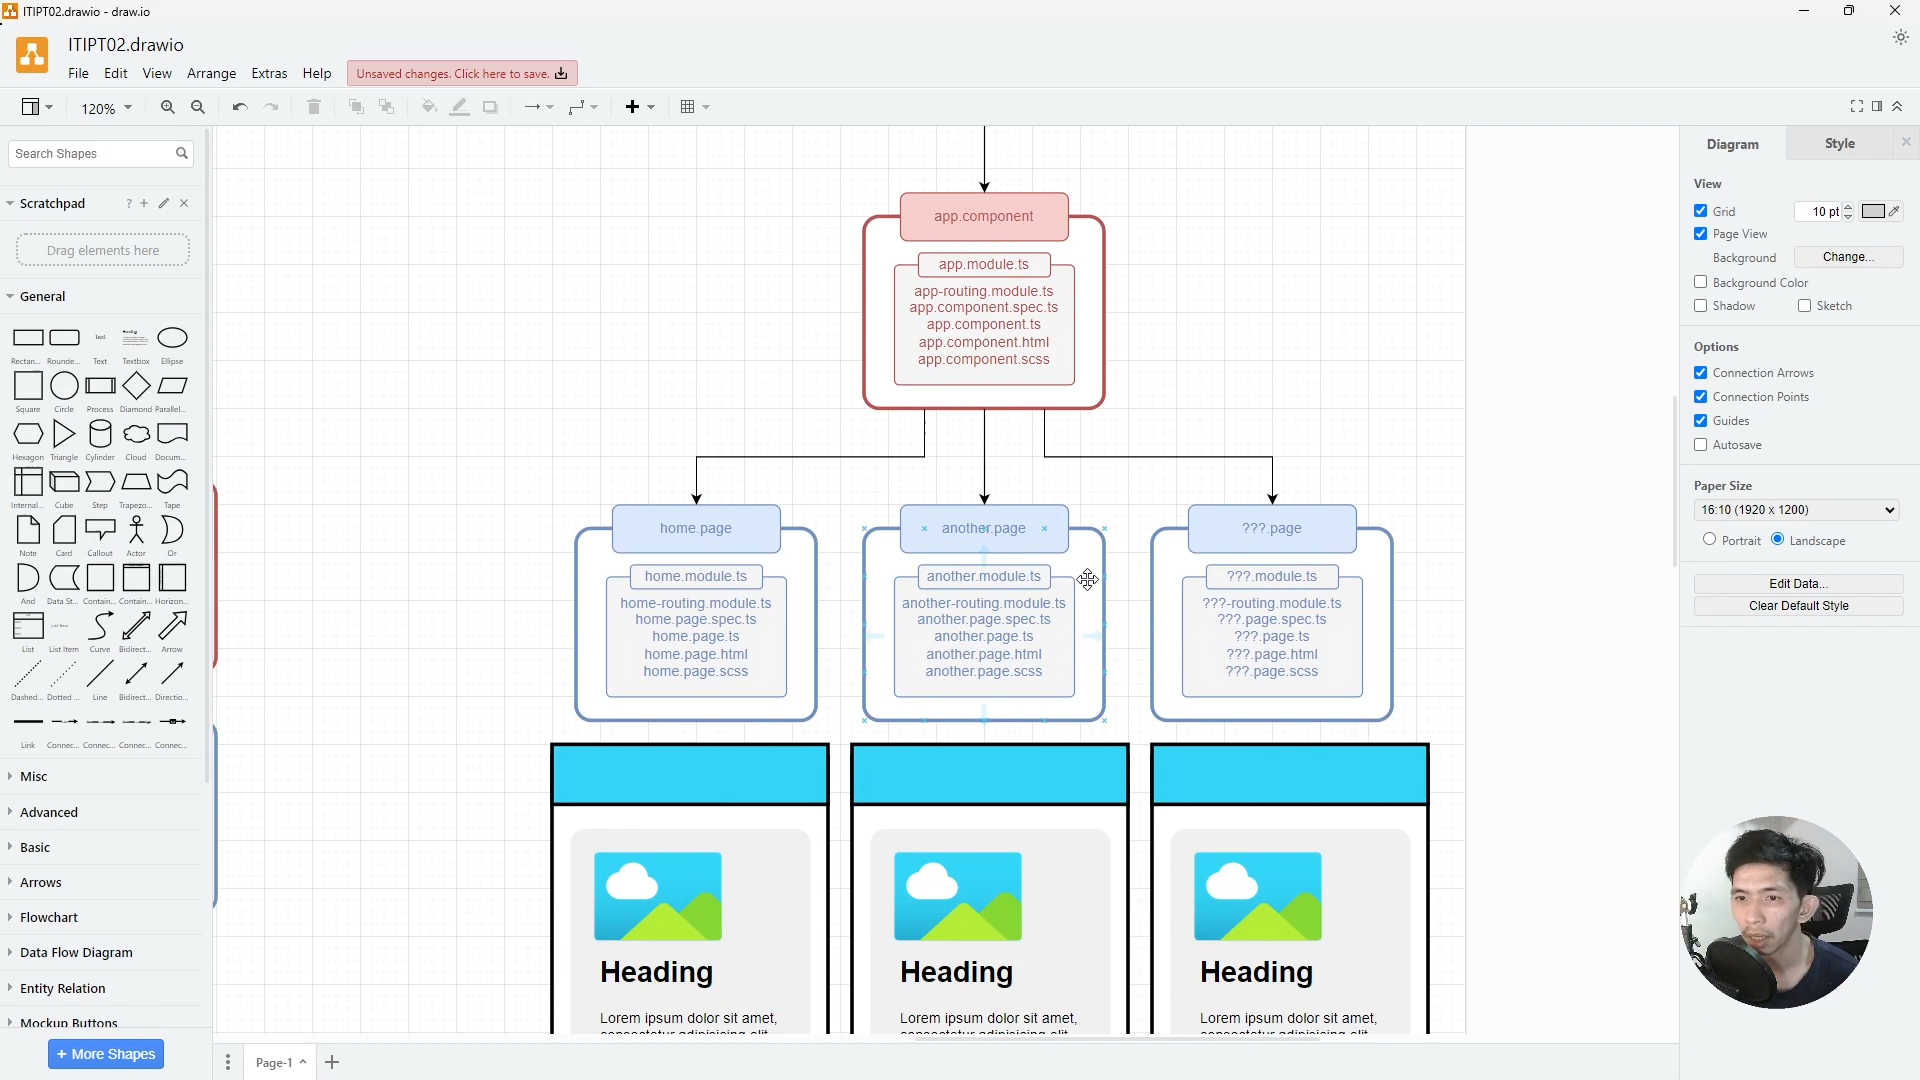 ITIPT02.drawio - draw.io
ITIPT02.drawio
File Edit View Arrange Extras Help Unsaved changes. Click here to save.
120%
Search Shapes
Scratchpad
?
Drag elements here
General
Text
Heading
Rectan... Rounde... Text Textbox Ellipse
Square Circle Process Diamond Parallel...
Hexagon Triangle Cylinder Cloud Docum...
Internal... Cube Step Trapezo... Tape
Note Card Callout Actor Or
And Data St... Contain... Contain... Horizon...
List Item
List List Item Curve Bidirect... Arrow
Dashed... Dotted ... Line Bidirect... Directio...
Link Connec... Connec... Connec... Connec...
Misc
Advanced
Basic
Arrows
Flowchart
Data Flow Diagram
Entity Relation
Mockup Buttons
+ More Shapes
app.component
app.module.ts
app-routing.module.ts
app.component.spec.ts
app.component.ts
app.component.html
app.component.scss
home.page
home.module.ts
home-routing.module.ts
home.page.spec.ts
home.page.ts
home.page.html
home.page.scss
another.page
another.module.ts
another-routing.module.ts
another.page.spec.ts
another.page.ts
another.page.html
another.page.scss
???.page
???.module.ts
???-routing.module.ts
???.page.spec.ts
???.page.ts
???.page.html
???.page.scss
Heading
Lorem ipsum dolor sit amet,
consectetur adipisicing elit
Heading
Lorem ipsum dolor sit amet,
consectetur adipisicing elit
Heading
Lorem ipsum dolor sit amet,
consectetur adipisicing elit
Page-1
Diagram Style
View
Grid 10 pt
Page View
Background Change...
Background Color
Shadow Sketch
Options
Connection Arrows
Connection Points
Guides
Autosave
Paper Size
16:10 (1920 x 1200)
Portrait Landscape
Edit Data...
Clear Default Style